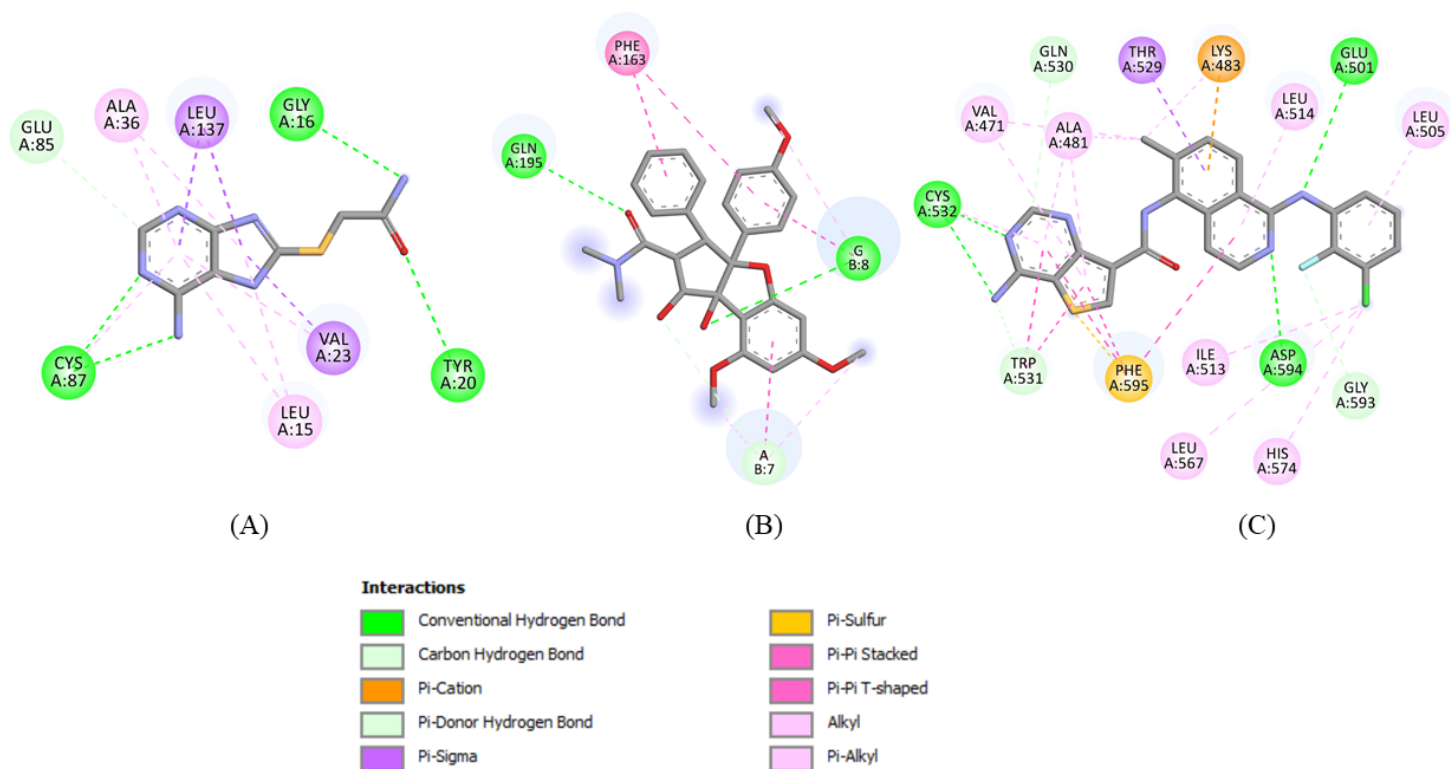 GLU
A:85
ALA
A:36
LEU
A:137
GLY
A:16
CYS
A:87
VAL
A:23
LEU
A:15
TYR
A:20
(A)
PHE
A:163
GLN
A:195
G
B:8
A
B:7
(B)
GLN
A:530
THR
A:529
LYS
A:483
GLU
A:501
VAL
A:471
ALA
A:481
LEU
A:514
LEU
A:505
CYS
A:532
TRP
A:531
PHE
A:595
ILE
A:513
ASP
A:594
GLY
A:593
LEU
A:567
HIS
A:574
(C)
Interactions
Conventional Hydrogen Bond
Carbon Hydrogen Bond
Pi-Cation
Pi-Donor Hydrogen Bond
Pi-Sigma
Pi-Sulfur
Pi-Pi Stacked
Pi-Pi T-shaped
Alkyl
Pi-Alkyl